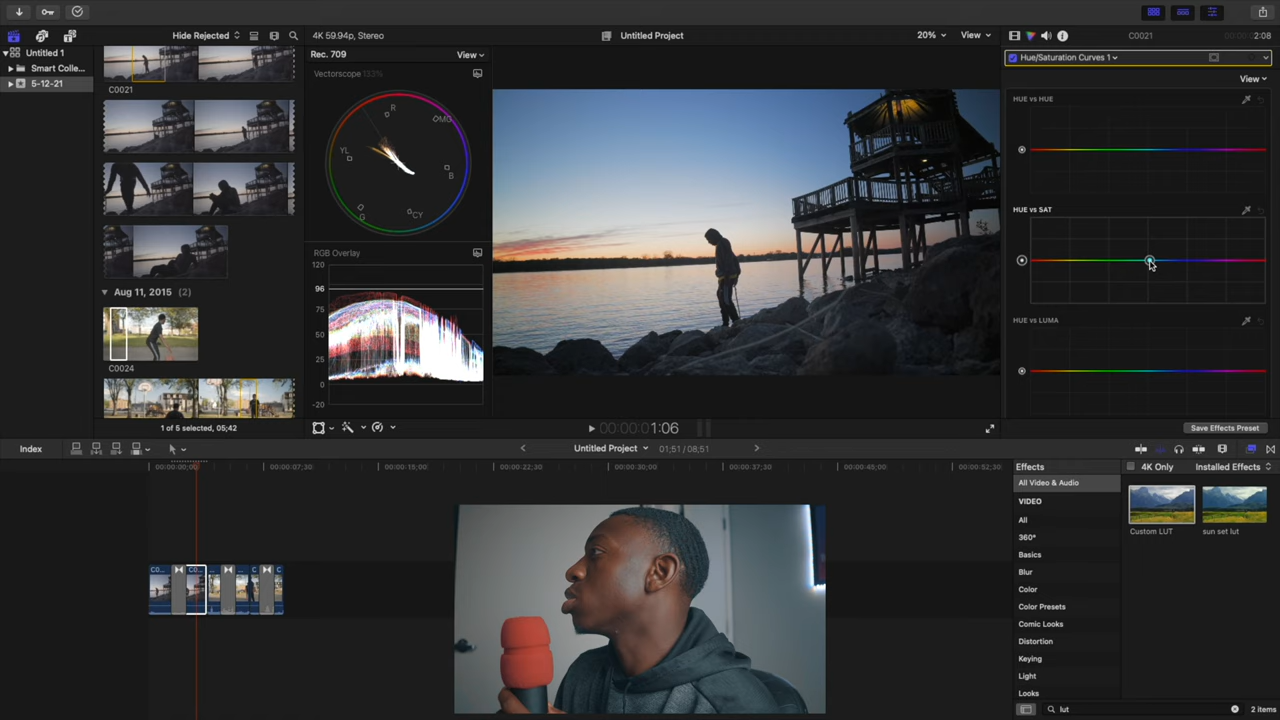 Hide Rejected
4K 59.94p, Stereo
Untitled Project
20%
View
C0021
2:08
Untitled 1
Smart Colle...
5-12-21
C0021
Aug 11, 2015 (2)
C0024
1 of 5 selected, 05;42
Rec. 709
View
Vectorscope 133%
R
MG
YL
B
G
CY
RGB Overlay
120
96
75
50
25
0
-20
00:00:00;01:06
Hue/Saturation Curves 1
View
HUE vs HUE
HUE vs SAT
HUE vs LUMA
Save Effects Preset
Index
Untitled Project
01;51 / 08;51
00:00:00;00
00:00:07;30
00:00:15;00
00:00:22;30
00:00:30;00
00:00:37;30
00:00:45;00
00:00:52;30
C0...
C0...
C
C
Effects
4K Only
Installed Effects
All Video & Audio
VIDEO
All
360°
Basics
Blur
Color
Color Presets
Comic Looks
Distortion
Keying
Light
Looks
Custom LUT
sun set lut
lut
2 items